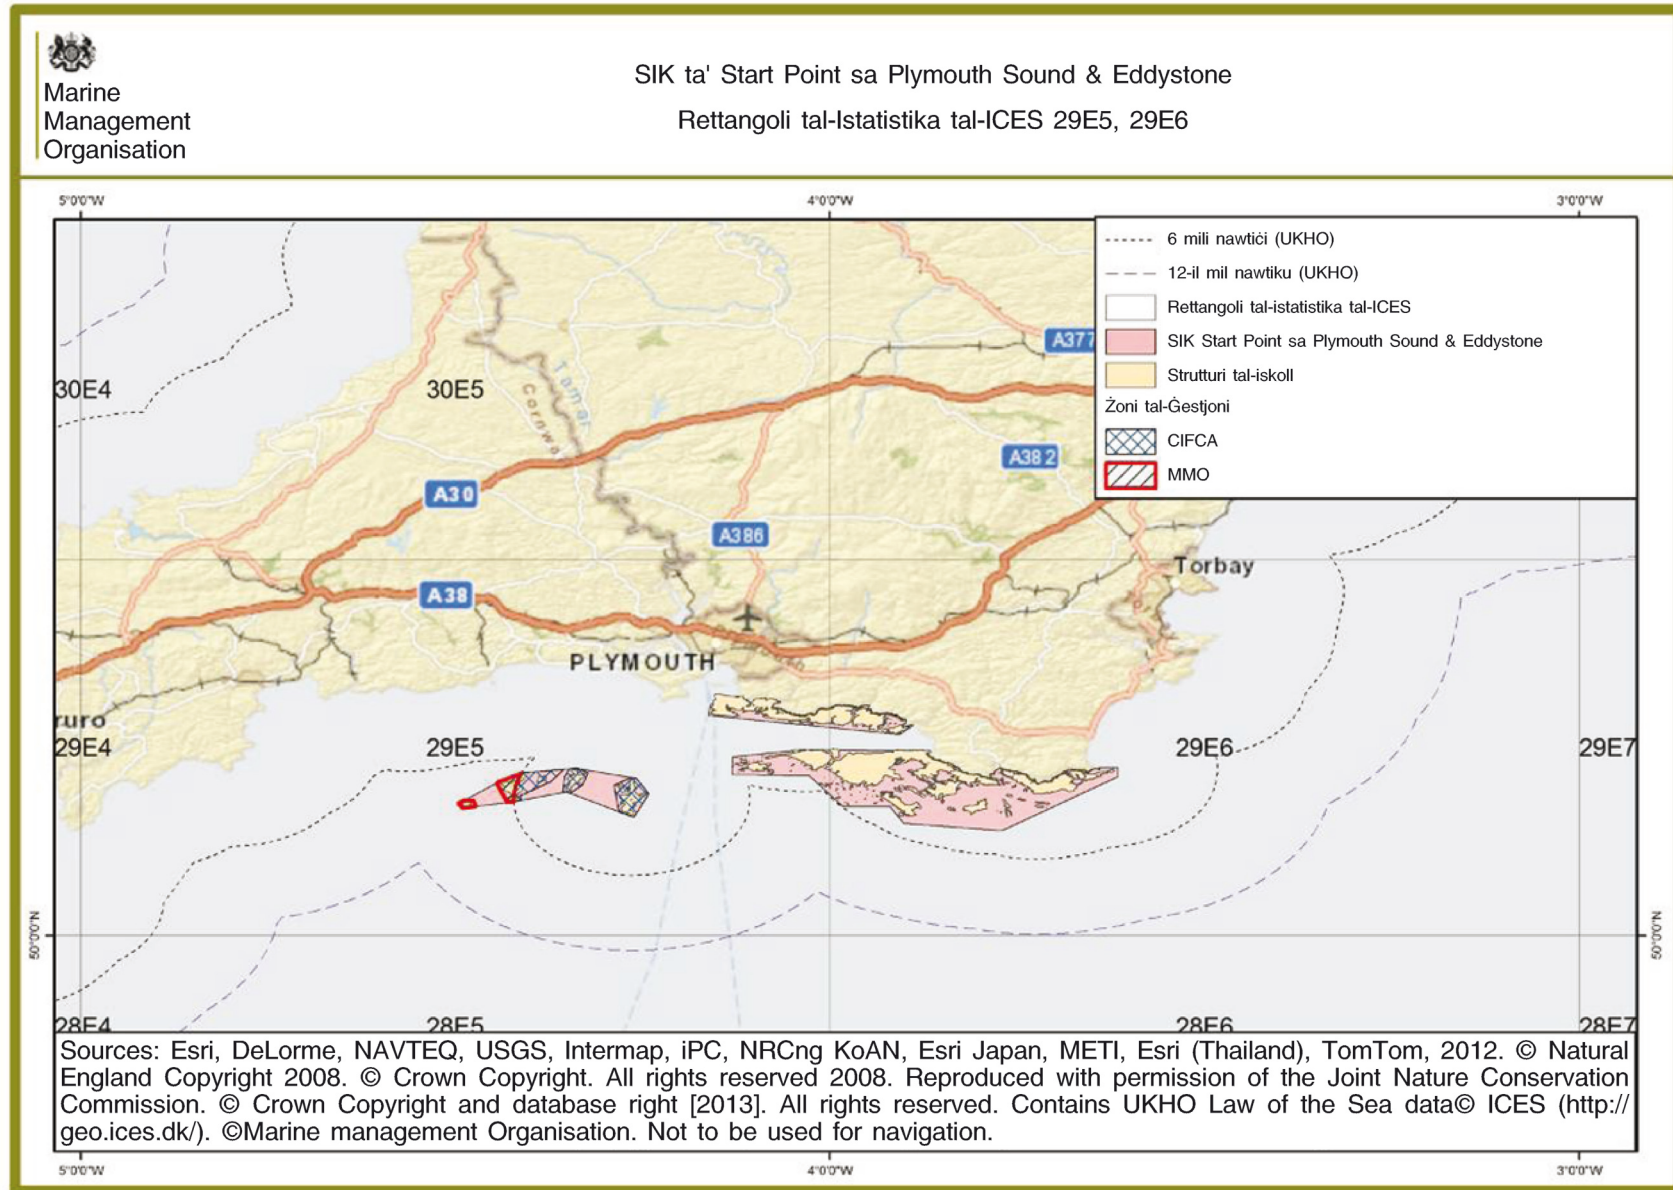 Marine
Management
Organisation
SIK ta' Start Point sa Plymouth Sound & Eddystone
Rettangoli tal-Istatistika tal-ICES 29E5, 29E6
5°0'0"W
4°0'0"W
3°0'0"W
6 mili nawtiċi (UKHO)
12-il mil nawtiku (UKHO)
Rettangoli tal-istatistika tal-ICES
SIK Start Point sa Plymouth Sound & Eddystone
Strutturi tal-iskoll
Żoni tal-Ġestjoni
CIFCA
MMO
A377
30E4
30E5
Tamar
Cornwall
A382
A30
A386
Torbay
A38
PLYMOUTH
ruro
29E4
29E5
29E6
29E7
50°0'0"N
50°0'0"N
28E4
28E5
28E6
28E7
Sources: Esri, DeLorme, NAVTEQ, USGS, Intermap, iPC, NRCng KoAN, Esri Japan, METI, Esri (Thailand), TomTom, 2012. © Natural
England Copyright 2008. © Crown Copyright. All rights reserved 2008. Reproduced with permission of the Joint Nature Conservation
Commission. © Crown Copyright and database right [2013]. All rights reserved. Contains UKHO Law of the Sea data© ICES (http://
geo.ices.dk/). ©Marine management Organisation. Not to be used for navigation.
5°0'0"W
4°0'0"W
3°0'0"W